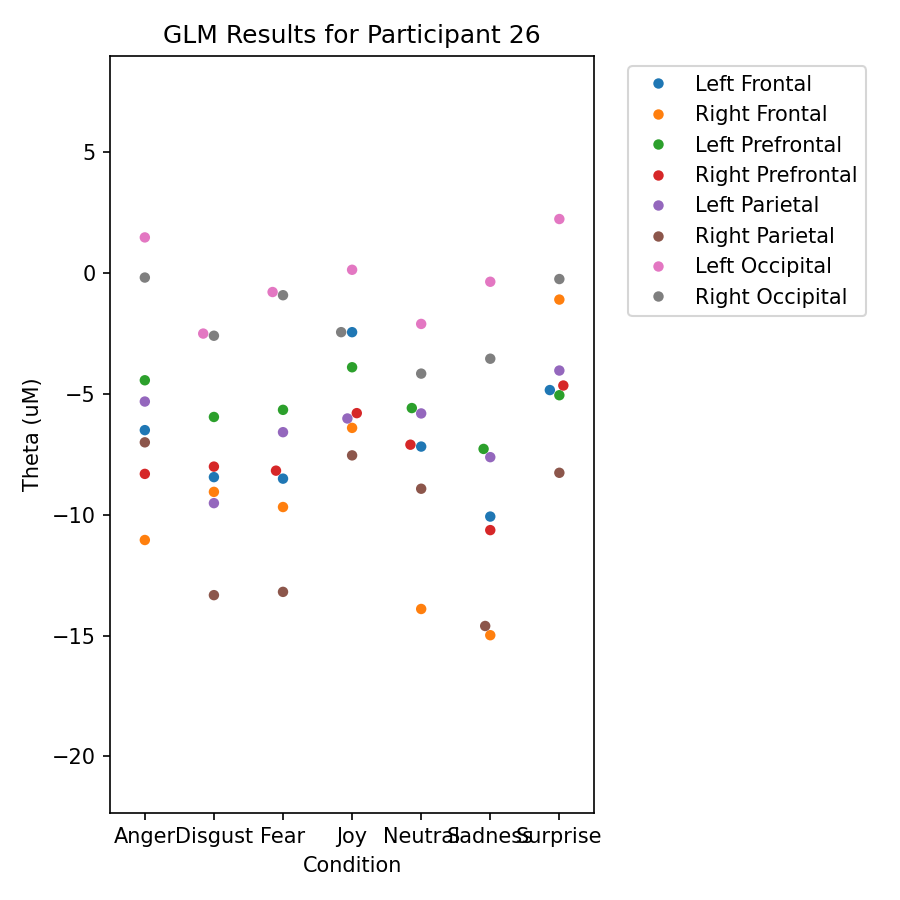 GLM Results for Participant 26
Left Frontal
Right Frontal
Left Prefrontal
Right Prefrontal
Left Parietal
Right Parietal
Left Occipital
Right Occipital
5
0
−5
−10
−15
−20
Theta (uM)
Anger Disgust Fear Joy Neutral Sadness Surprise
Condition